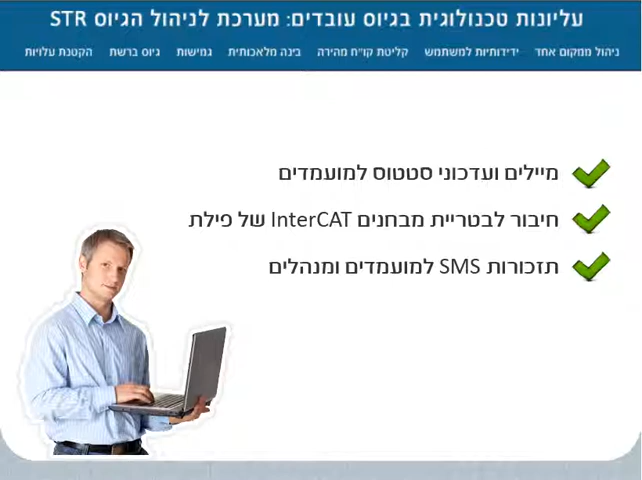 עליונות טכנולוגית בגיוס עובדים: מערכת לניהול הגיוס STR
ניהול ממקום אחד ידידותיות למשתמש קליטת קו"ח מהירה בינה מלאכותית גמישות גיוס ברשת הקטנת עלויות
מיילים ועדכוני סטטוס למועמדים
חיבור לבטריית מבחנים InterCAT של פילת
תזכורות SMS למועמדים ומנהלים